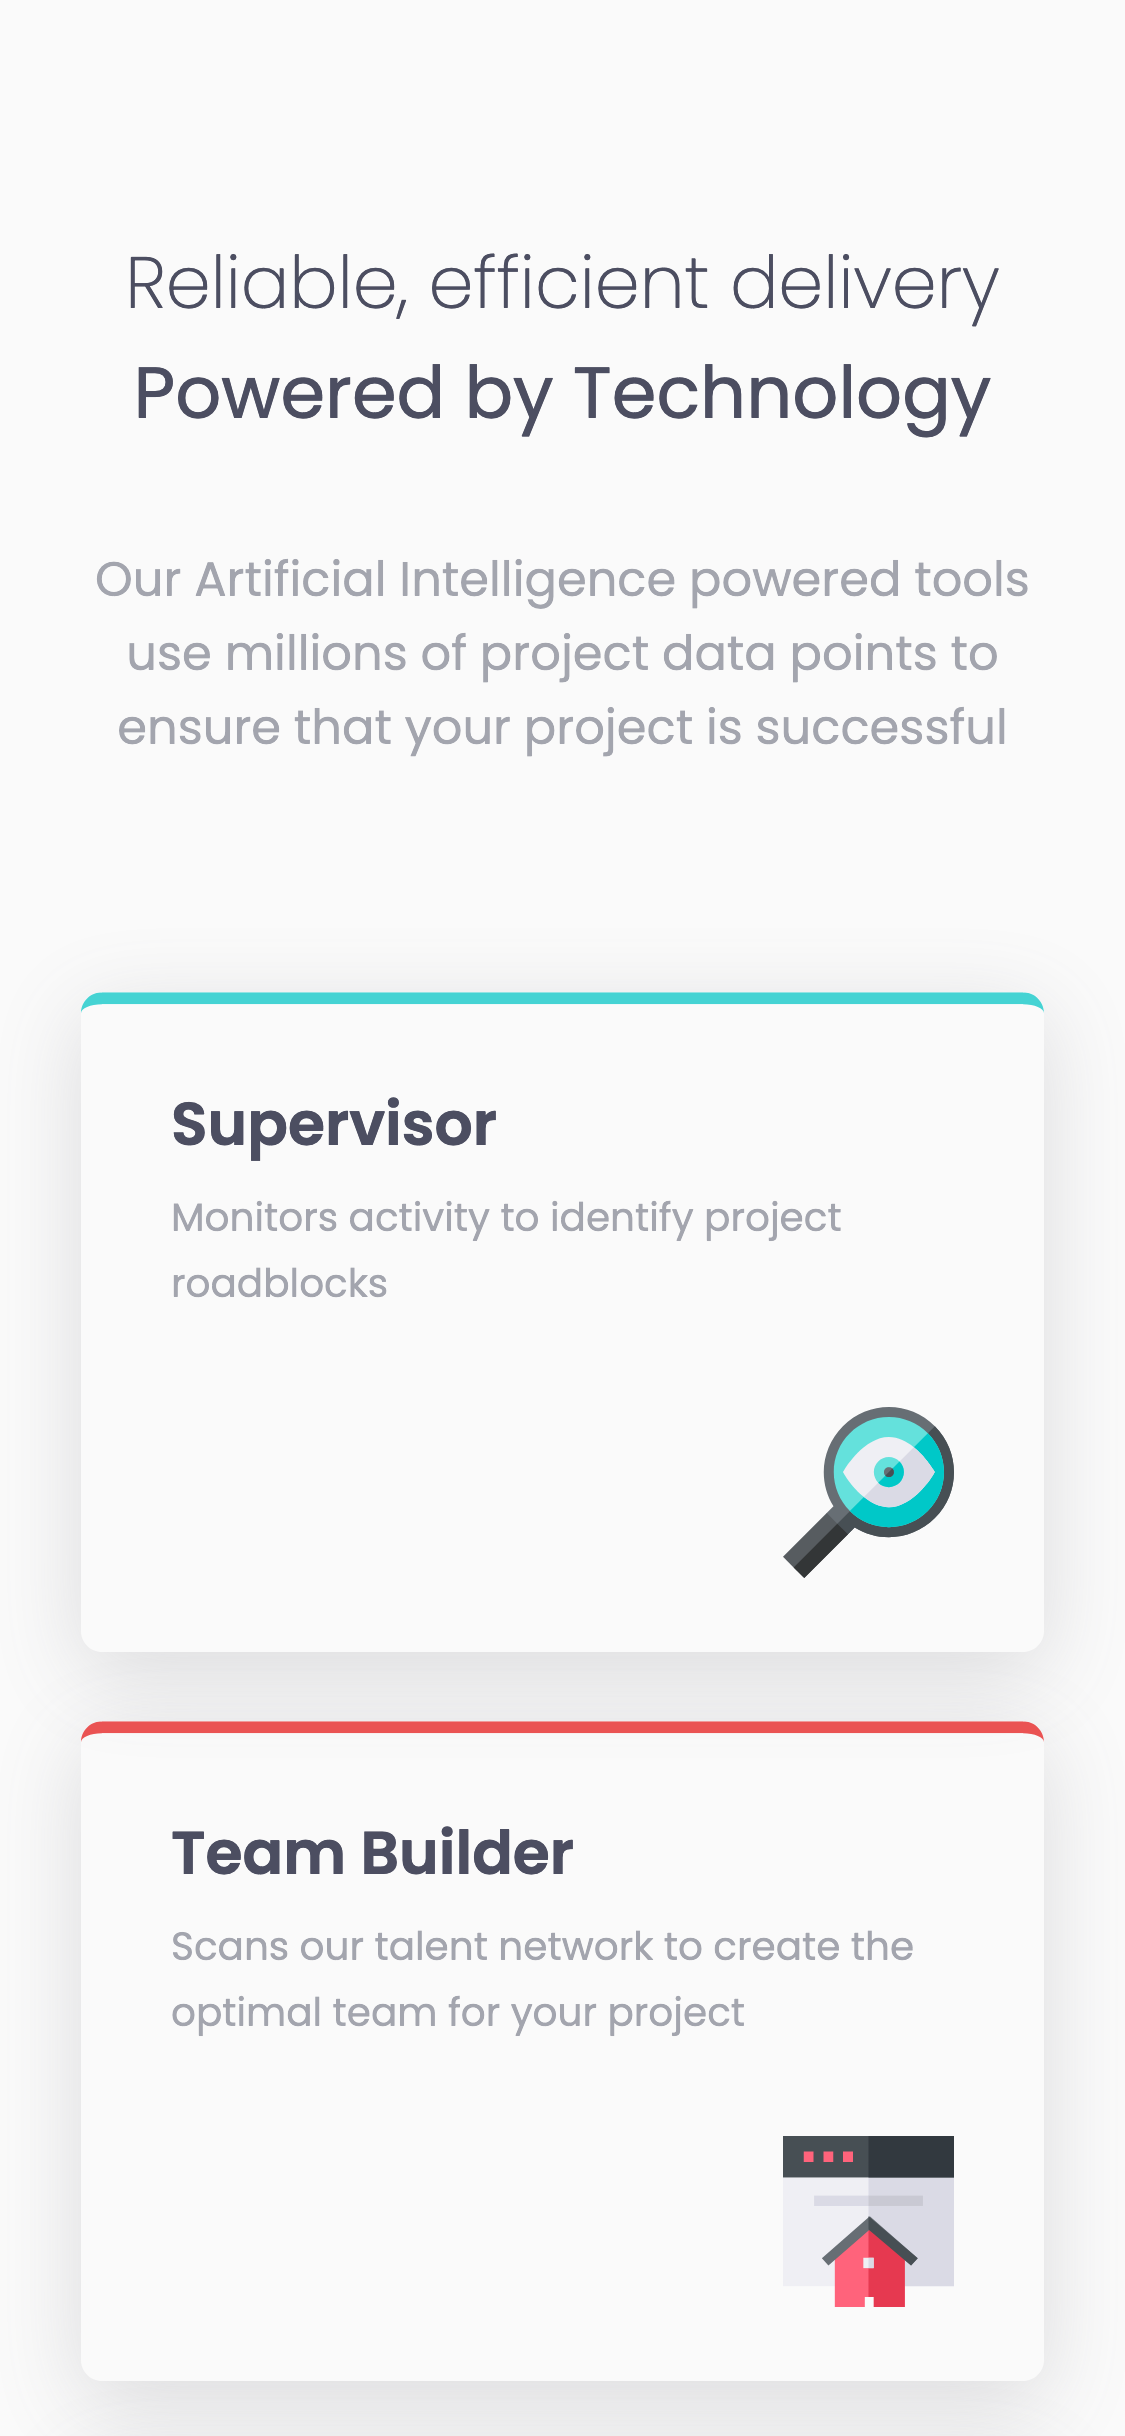 Reliable, efficient delivery
Powered by Technology
Our Artificial Intelligence powered tools
use millions of project data points to
ensure that your project is successful
Supervisor
Monitors activity to identify project
roadblocks
Team Builder
Scans our talent network to create the
optimal team for your project